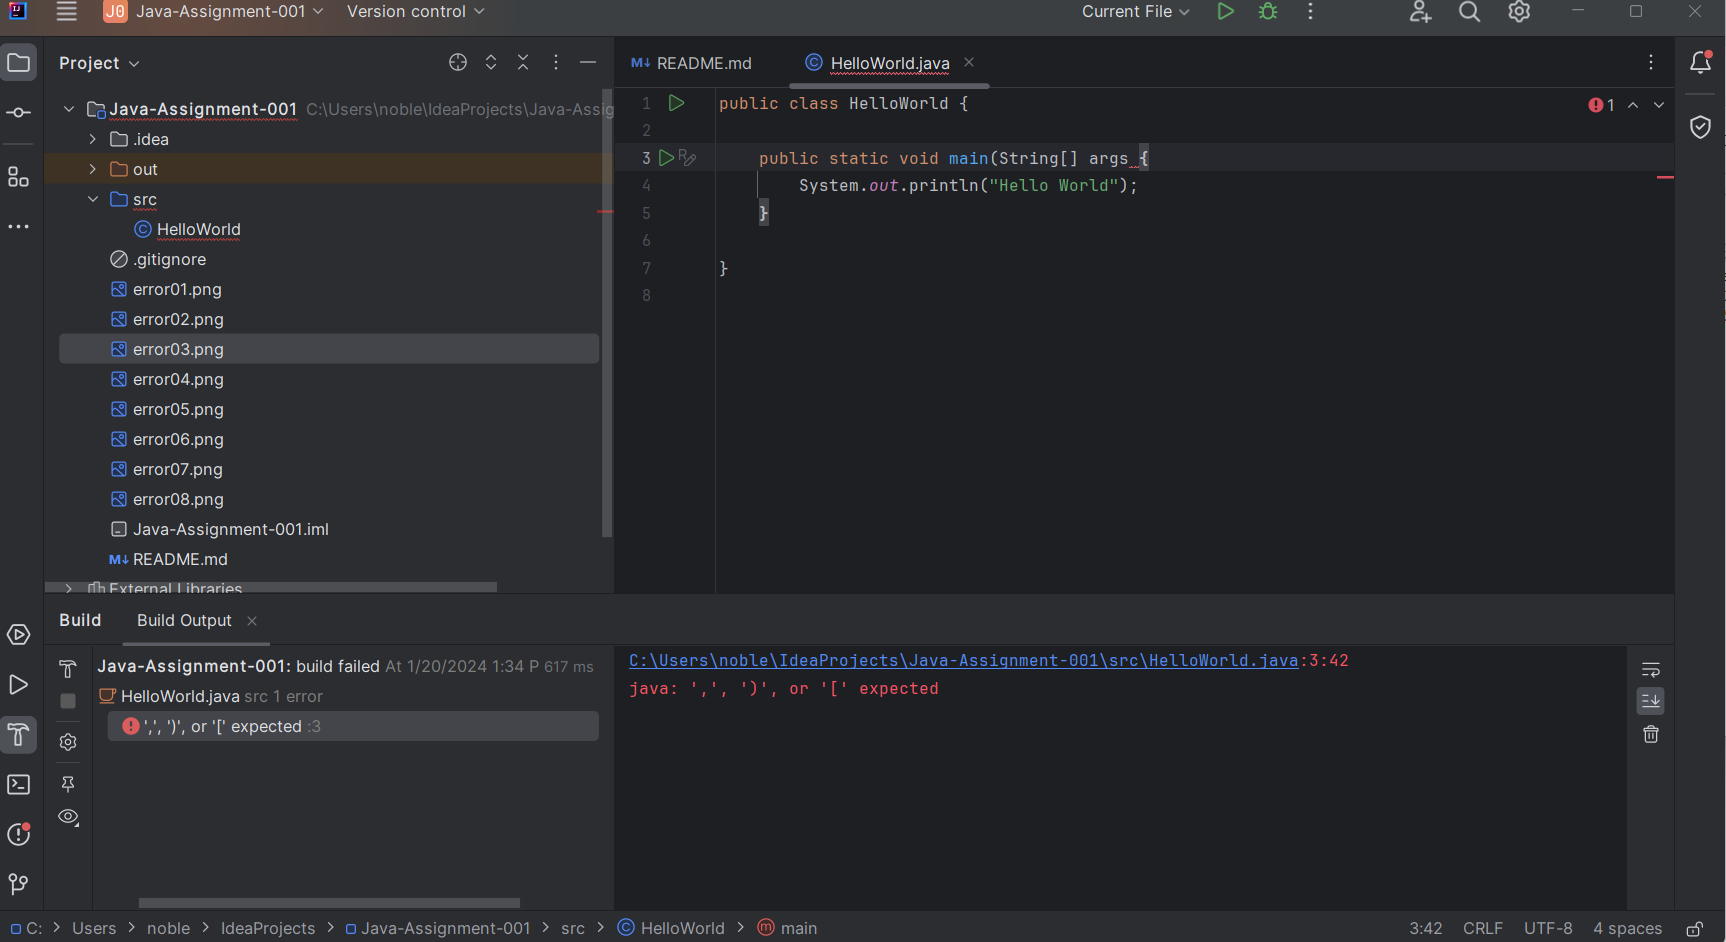 J0 Java-Assignment-001 Version control Current File
Project
README.md HelloWorld.java
Java-Assignment-001 C:\Users\noble\IdeaProjects\Java-Assig
.idea
out
src
HelloWorld
.gitignore
error01.png
error02.png
error03.png
error04.png
error05.png
error06.png
error07.png
error08.png
Java-Assignment-001.iml
M↓ README.md
External Libraries
1 public class HelloWorld {
2
3 public static void main(String[] args {
4 System.out.println("Hello World");
5 }
6
7 }
8
1
Build Build Output
Java-Assignment-001: build failed At 1/20/2024 1:34 P 617 ms
HelloWorld.java src 1 error
',', ')', or '[' expected :3
C:\Users\noble\IdeaProjects\Java-Assignment-001\src\HelloWorld.java:3:42
java: ',', ')', or '[' expected
C: > Users > noble > IdeaProjects > Java-Assignment-001 > src > HelloWorld > main 3:42 CRLF UTF-8 4 spaces